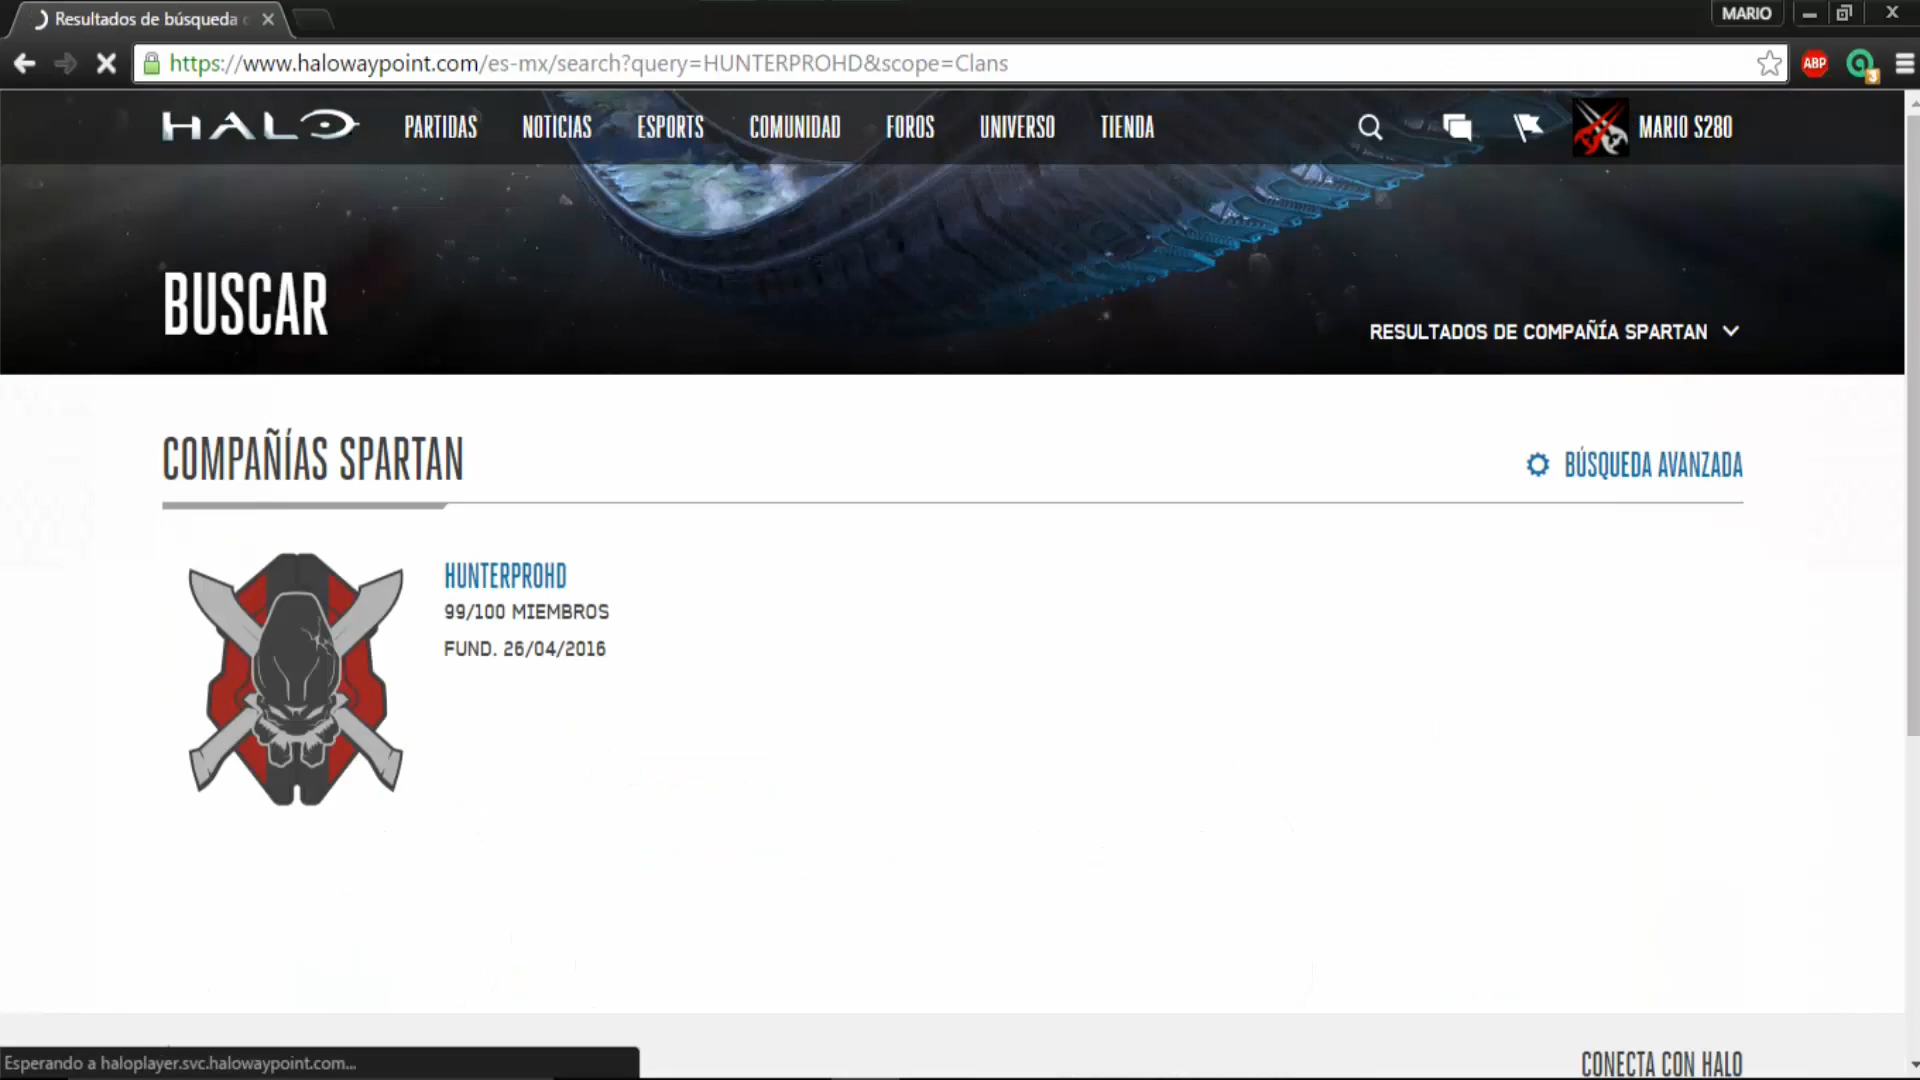 Resultados de búsqueda
MARIO
https://www.halowaypoint.com/es-mx/search?query=HUNTERPROHD&scope=Clans
ABP
3
HALO
PARTIDAS
NOTICIAS
ESPORTS
COMUNIDAD
FOROS
UNIVERSO
TIENDA
MARIO S280
BUSCAR
RESULTADOS DE COMPAÑÍA SPARTAN
COMPAÑÍAS SPARTAN
BÚSQUEDA AVANZADA
HUNTERPROHD
99/100 MIEMBROS
FUND. 26/04/2016
Esperando a haloplayer.svc.halowaypoint.com...
CONECTA CON HALO